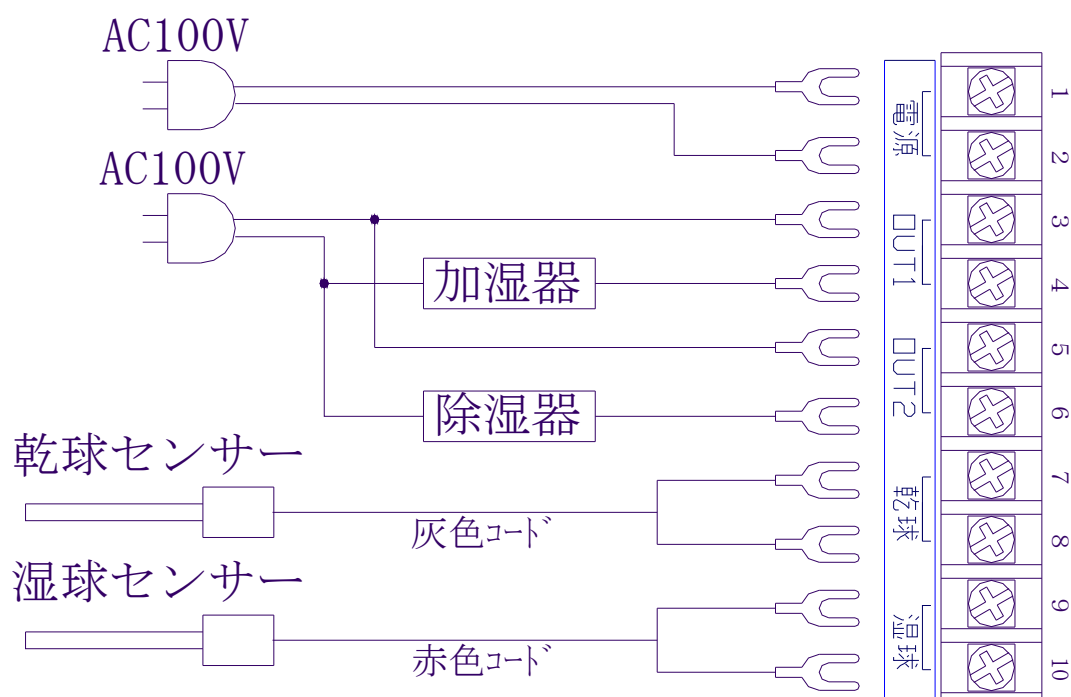 AC100V
AC100V
加湿器
除湿器
乾球センサー
灰色コード
湿球センサー
赤色コード
電源
OUT1
OUT2
乾球
湿球
1
2
3
4
5
6
7
8
9
10